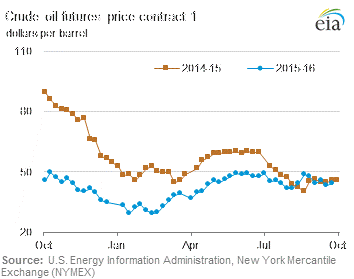 Crude oil futures price contract 1
dollars per barrel
eia
110
2014-15
2015-16
80
50
20
Oct
Jan
Apr
Jul
Oct
Source: U.S. Energy Information Administration, New York Mercantile
Exchange (NYMEX)